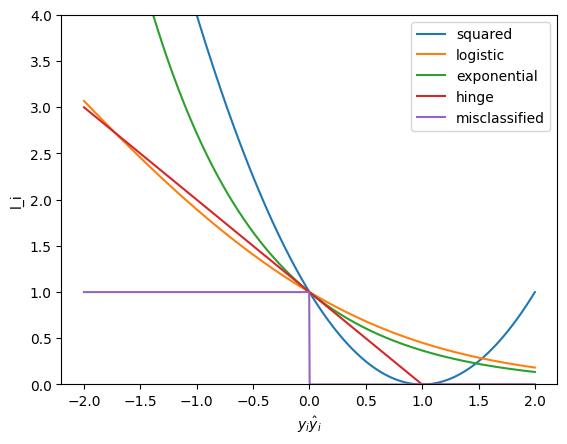 4.0
3.5
3.0
2.5
2.0
1.5
1.0
0.5
0.0
l_i
−2.0 −1.5 −1.0 −0.5 0.0 0.5 1.0 1.5 2.0
yᵢŷᵢ
squared
logistic
exponential
hinge
misclassified